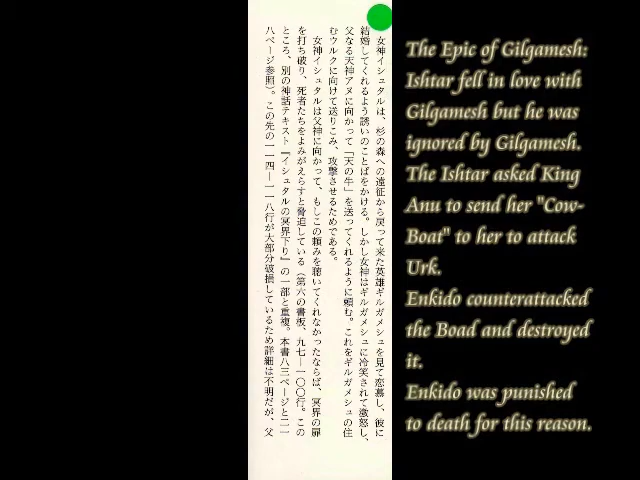 女神イシュタルは、杉の森への遠征から戻って来た英雄ギルガメシュを見て恋慕し、彼に
結婚してくれるよう誘いのことばをかける。しかし女神はギルガメシュに冷笑されて激怒し、
父なる天神アヌに向かって「天の牛」を送ってくれるように頼む。これをギルガメシュの住
むウルクに向けて送りこみ、攻撃させるためである。
女神イシュタルは父神に向かって、もしこの頼みを聴いてくれなかったならば、冥界の扉
を打ち破り、死者たちをよみがえらすと脅迫している（第六の書板、九七—一〇〇行。この
ところ、別の神話テキスト『イシュタルの冥界下り』の一部と重複。本書八三ページと二一
八ページ参照）。この先の一一四—一一八行が大部分破損しているため詳細は不明だが、父
The Epic of Gilgamesh:
Ishtar fell in love with
Gilgamesh but he was
ignored by Gilgamesh.
The Ishtar asked King
Anu to send her "Cow-
Boat" to her to attack
Urk.
Enkido counterattacked
the Boad and destroyed
it.
Enkido was punished
to death for this reason.